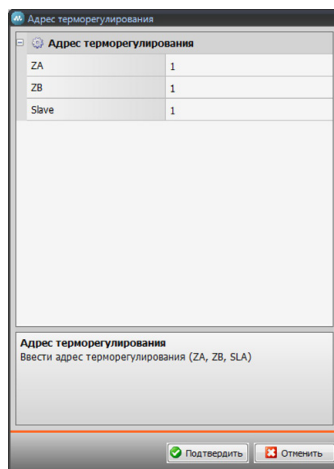 Адрес терморегулирования
Адрес терморегулирования
ZA 1
ZB 1
Slave 1
Адрес терморегулирования
Ввести адрес терморегулирования (ZA, ZB, SLA)
Подтвердить Отменить